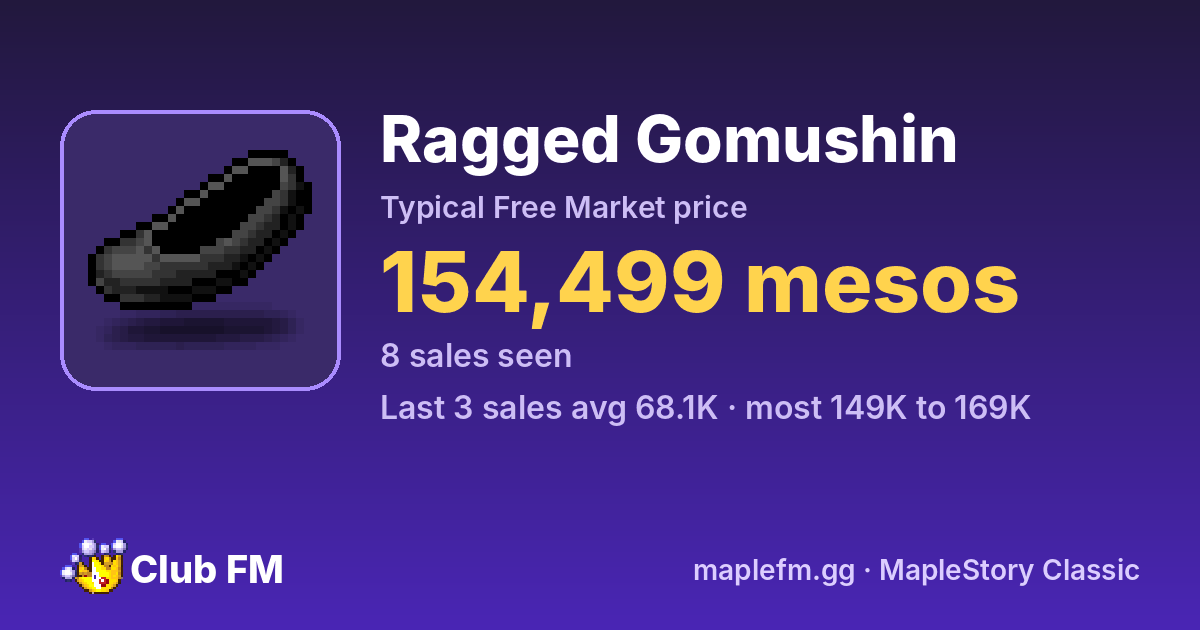 Ragged Gomushin
Typical Free Market price
154,499 mesos
8 sales seen
Last 3 sales avg 68.1K · most 149K to 169K
Club FM
maplefm.gg · MapleStory Classic